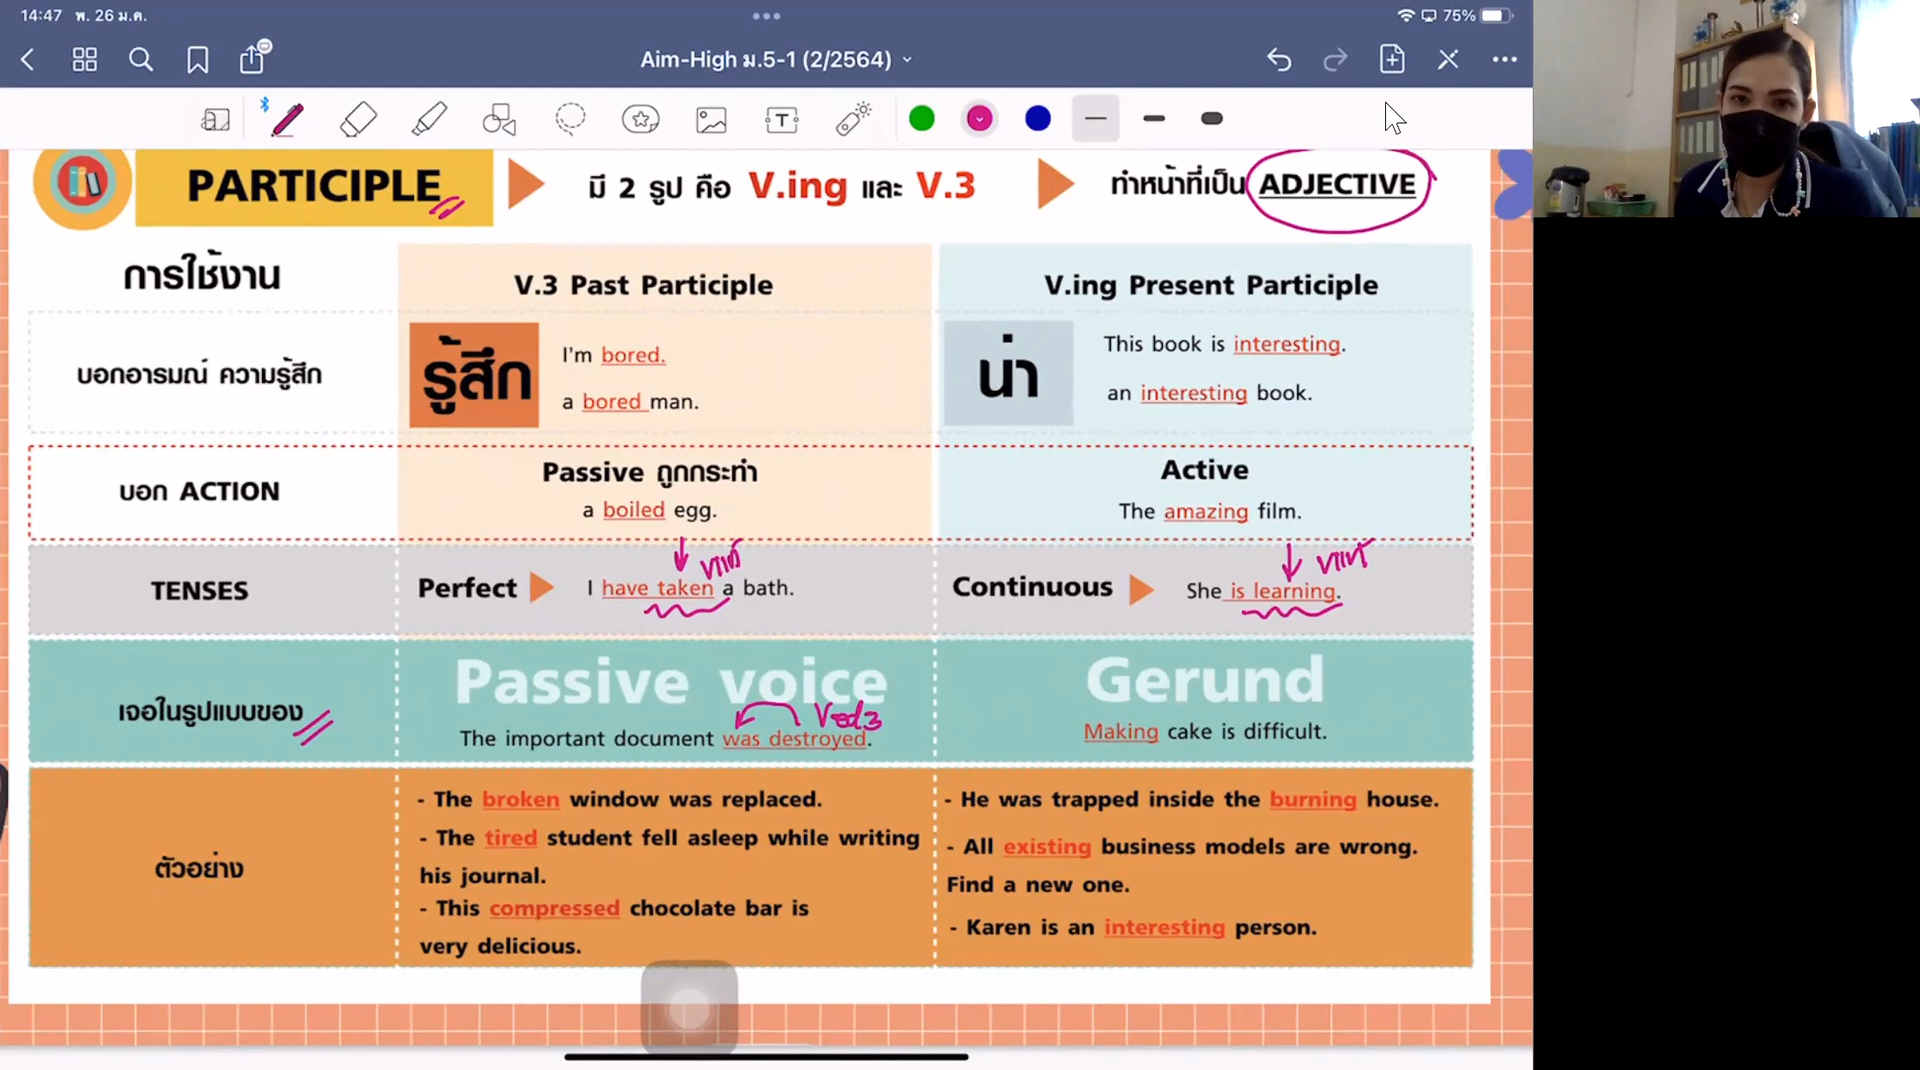 14:47 พ. 26 ม.ค.
75%
Aim-High ม.5-1 (2/2564)
PARTICIPLE
มี 2 รูป คือ V.ing และ V.3
ทำหน้าที่เป็น ADJECTIVE
การใช้งาน
V.3 Past Participle
V.ing Present Participle
บอกอารมณ์ ความรู้สึก
รู้สึก
I'm bored.
a bored man.
น่า
This book is interesting.
an interesting book.
บอก ACTION
Passive ถูกกระทำ
a boiled egg.
Active
The amazing film.
TENSES
Perfect
I have taken a bath.
Continuous
She is learning.
เจอในรูปแบบของ
Passive voice
Ved3
The important document was destroyed.
Gerund
Making cake is difficult.
ตัวอย่าง
- The broken window was replaced.
- The tired student fell asleep while writing
his journal.
- This compressed chocolate bar is
very delicious.
- He was trapped inside the burning house.
- All existing business models are wrong.
Find a new one.
- Karen is an interesting person.